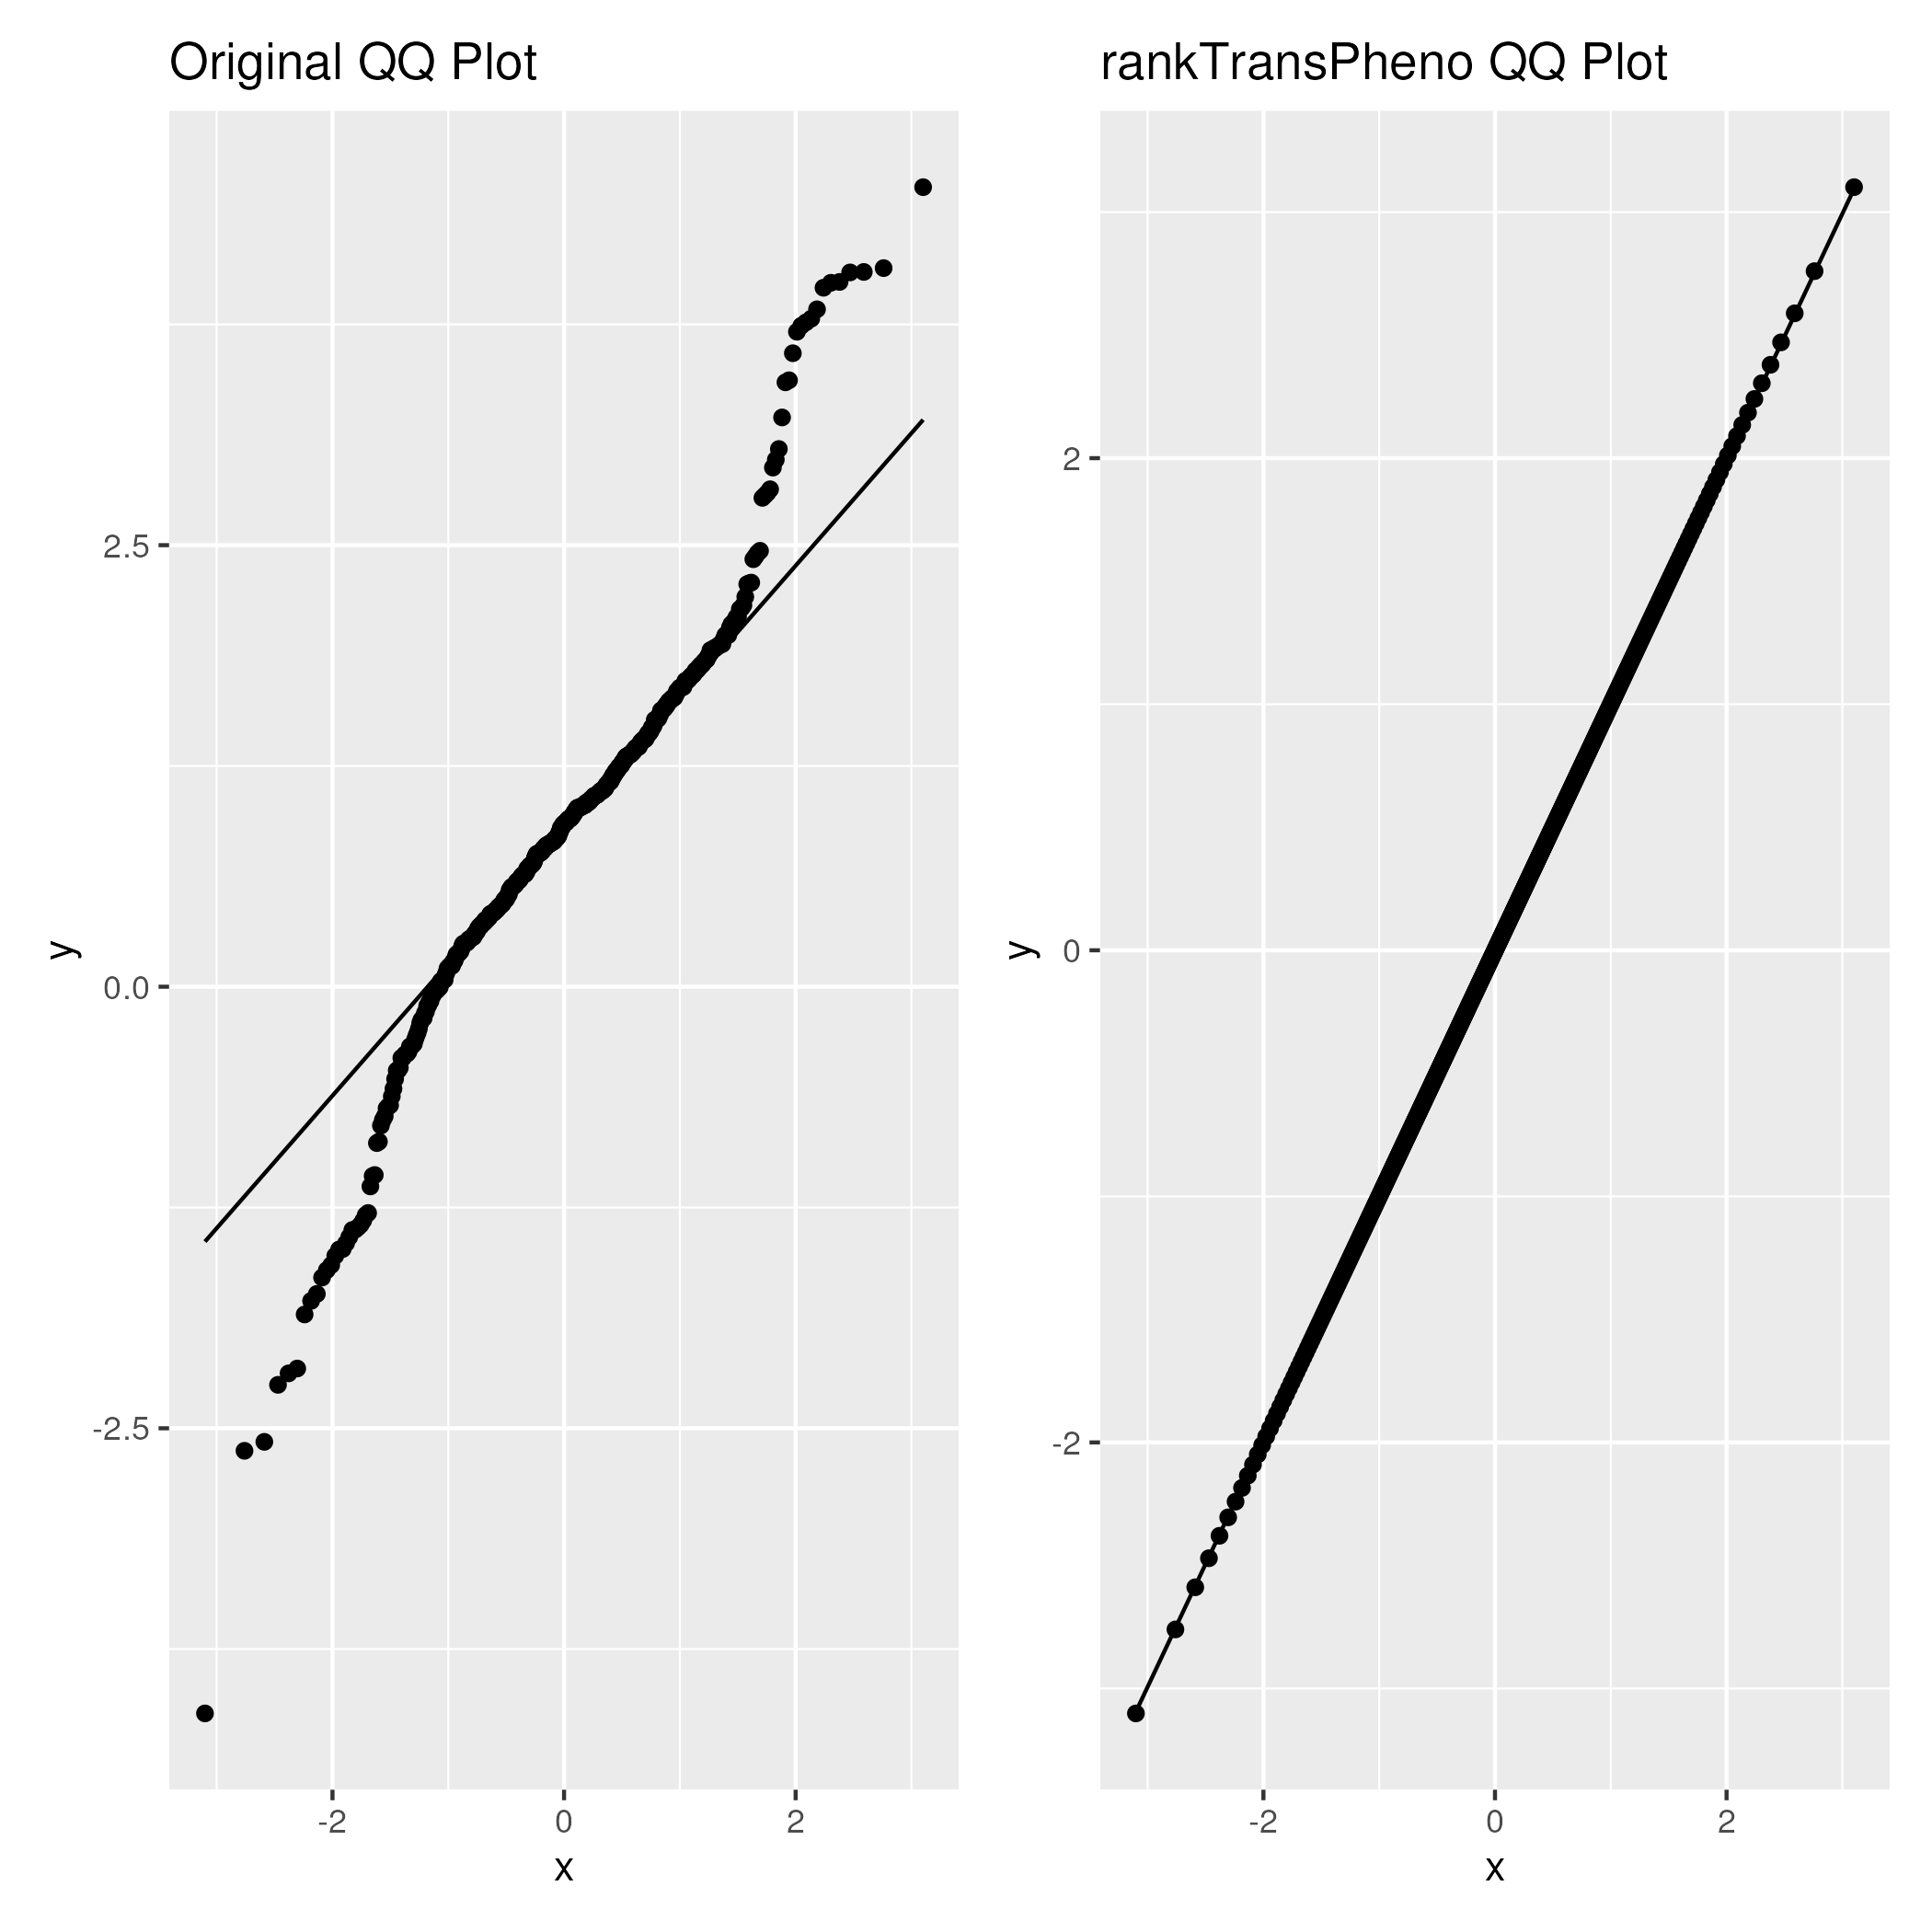 Original QQ Plot
y
2.5
0.0
-2.5
-2 0 2
x
rankTransPheno QQ Plot
y
2
0
-2
-2 0 2
x